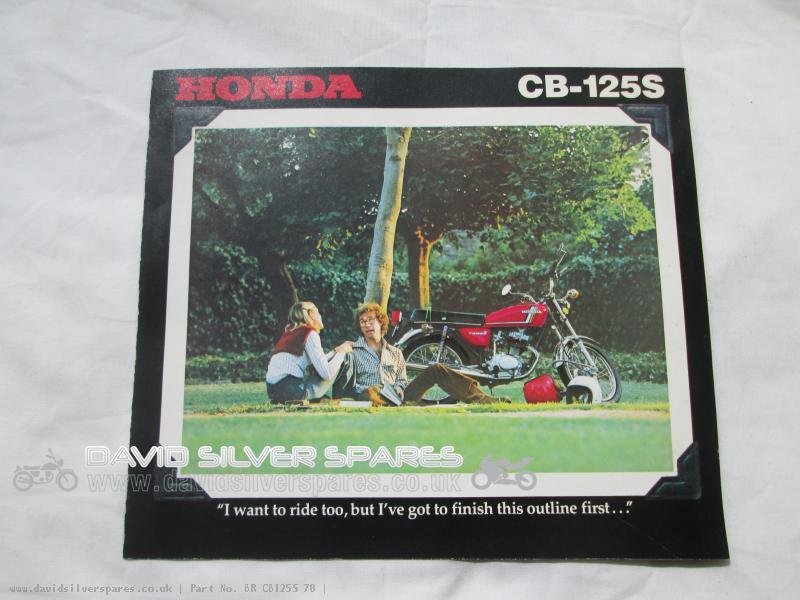 HONDA CB-125S
HONDA
DAVID SILVER SPARES
www.davidsilverspares.co.uk
"I want to ride too, but I've got to finish this outline first..."
www.davidsilverspares.co.uk | Part No. BR CB125S 78 |